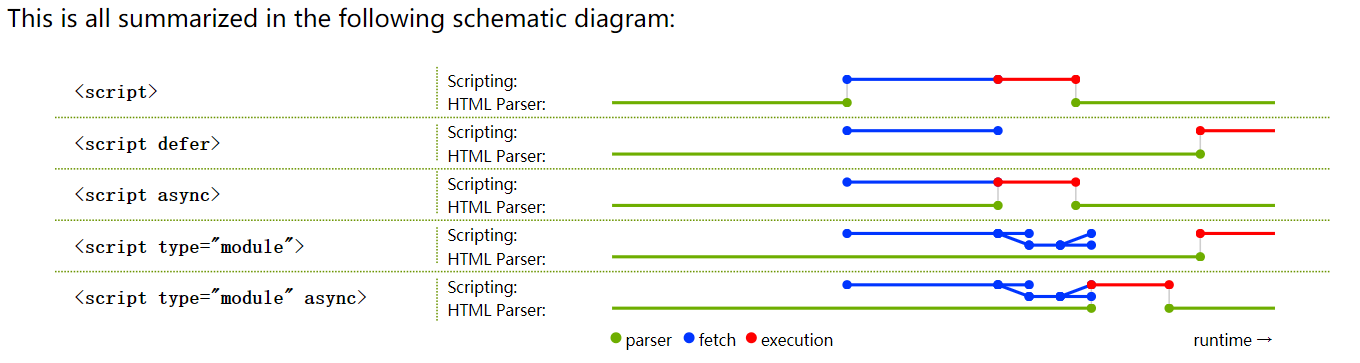 This is all summarized in the following schematic diagram:
<script>
Scripting:
HTML Parser:
<script defer>
Scripting:
HTML Parser:
<script async>
Scripting:
HTML Parser:
<script type="module">
Scripting:
HTML Parser:
<script type="module" async>
Scripting:
HTML Parser:
parser fetch execution runtime →